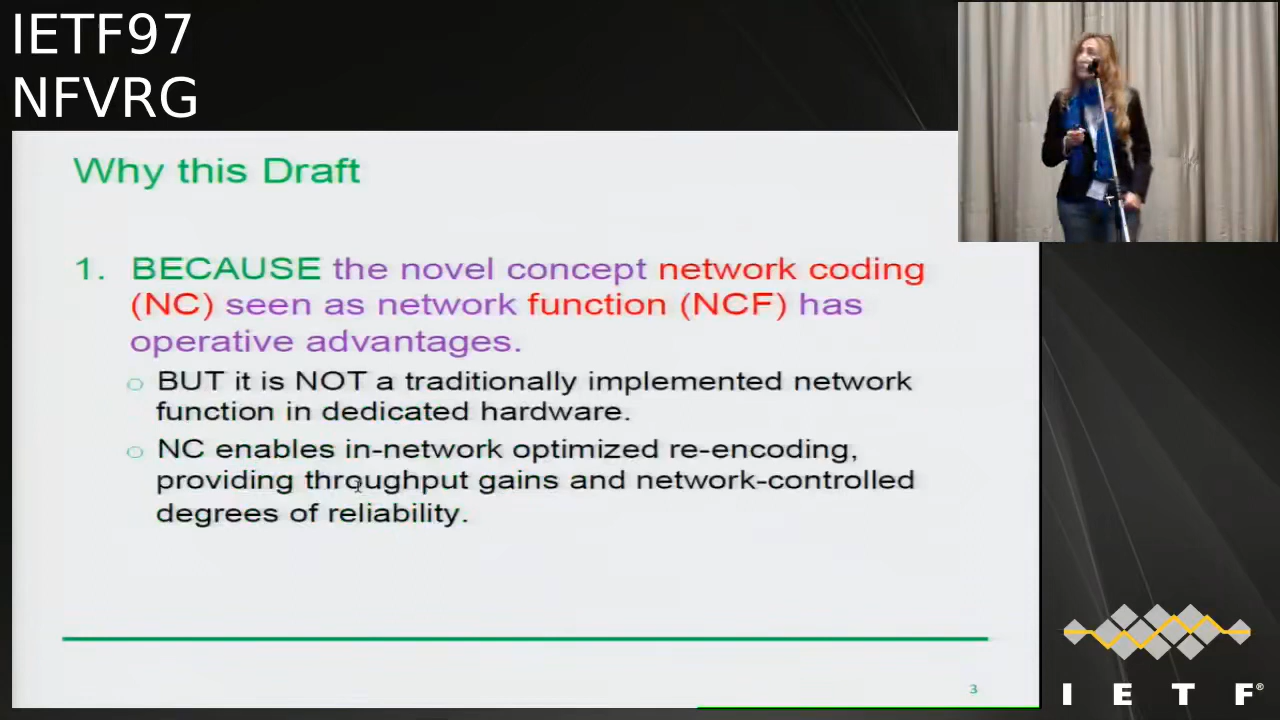 IETF97
NFVRG
Why this Draft
1. BECAUSE the novel concept network coding
(NC) seen as network function (NCF) has
operative advantages.
○ BUT it is NOT a traditionally implemented network
function in dedicated hardware.
○ NC enables in-network optimized re-encoding,
providing throughput gains and network-controlled
degrees of reliability.
3
I E T F®